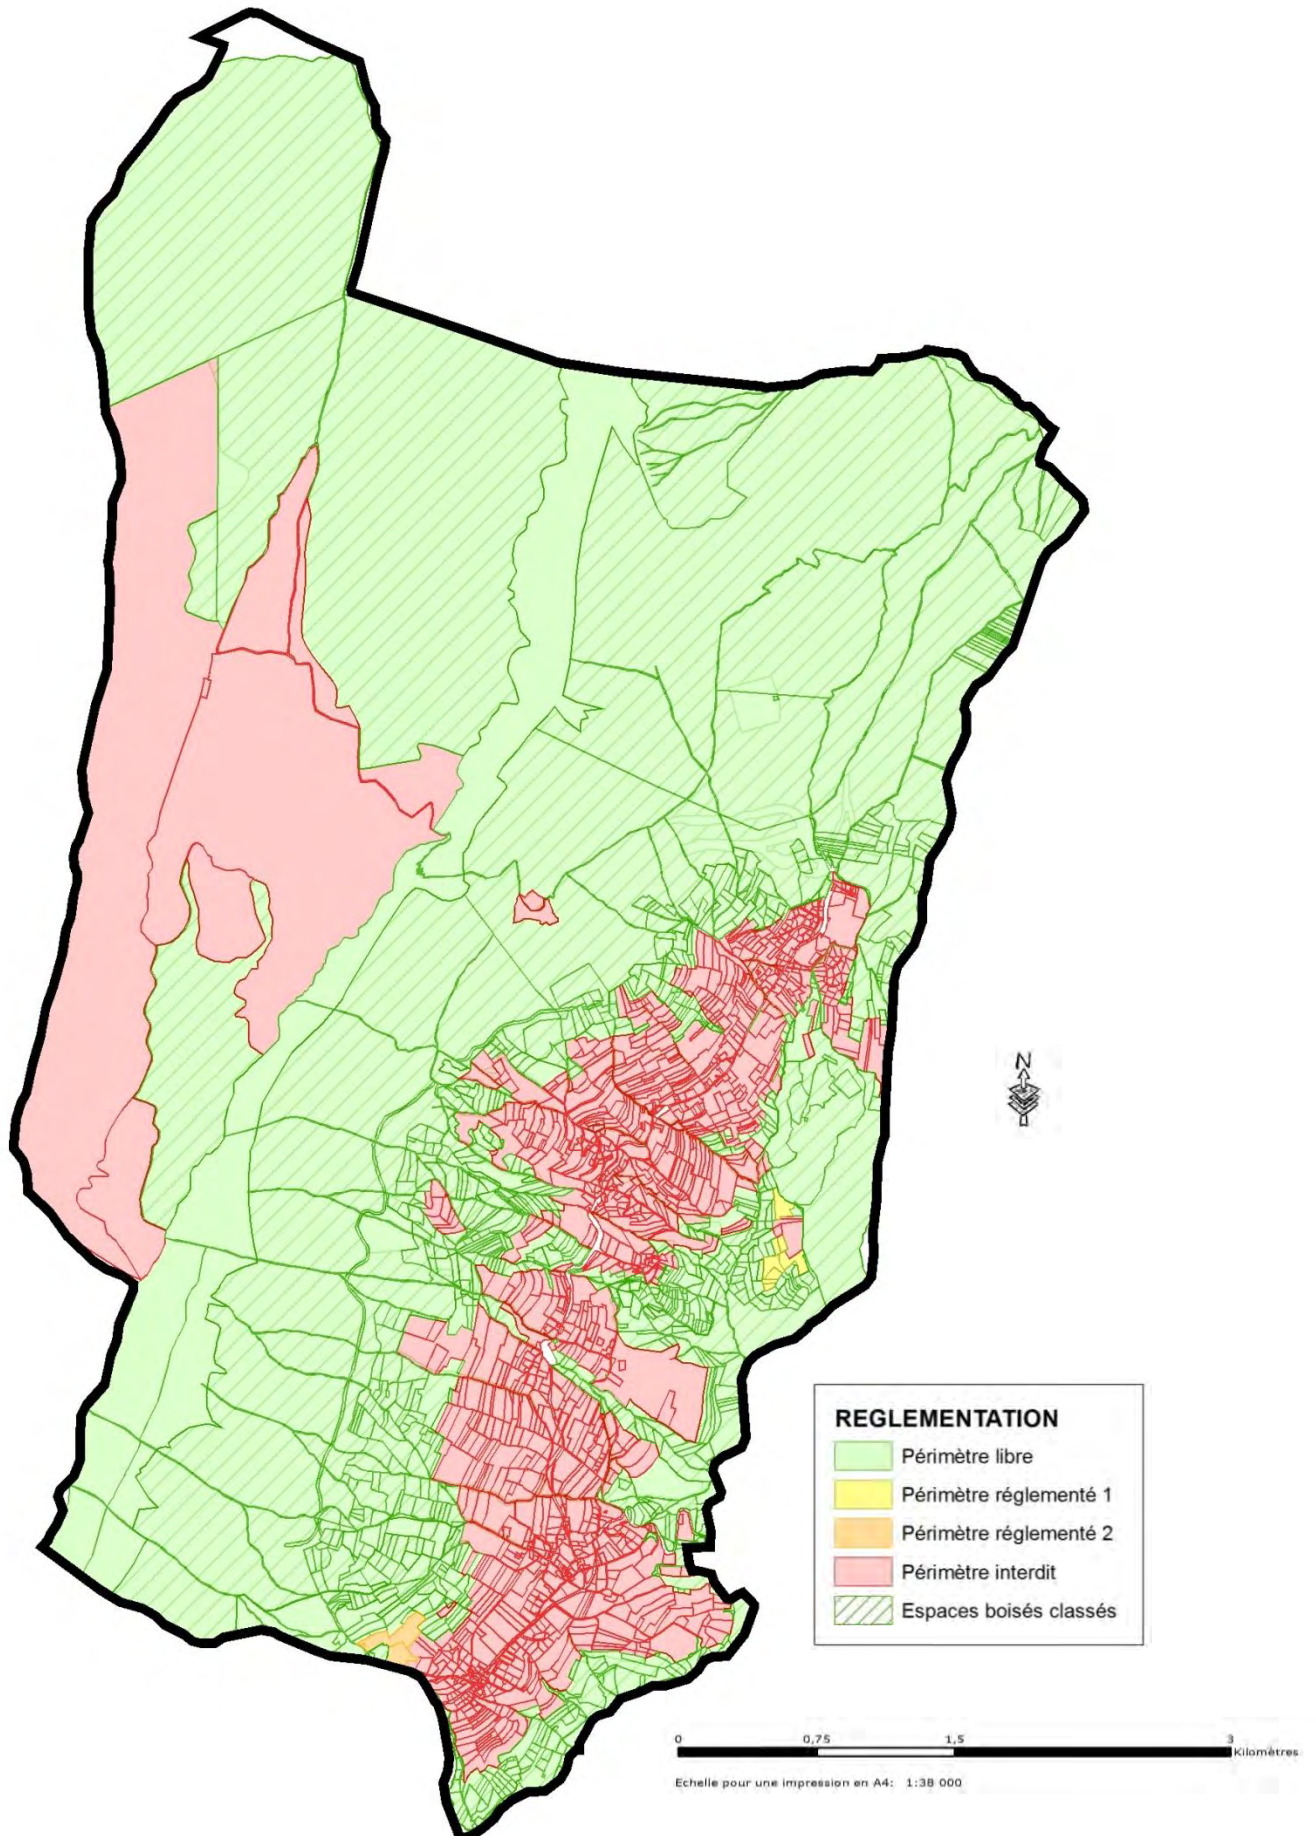 N
REGLEMENTATION
Périmètre libre
Périmètre réglementé 1
Périmètre réglementé 2
Périmètre interdit
Espaces boisés classés
0 0,75 1,5 3
Kilomètres
Echelle pour une impression en A4: 1:38 000